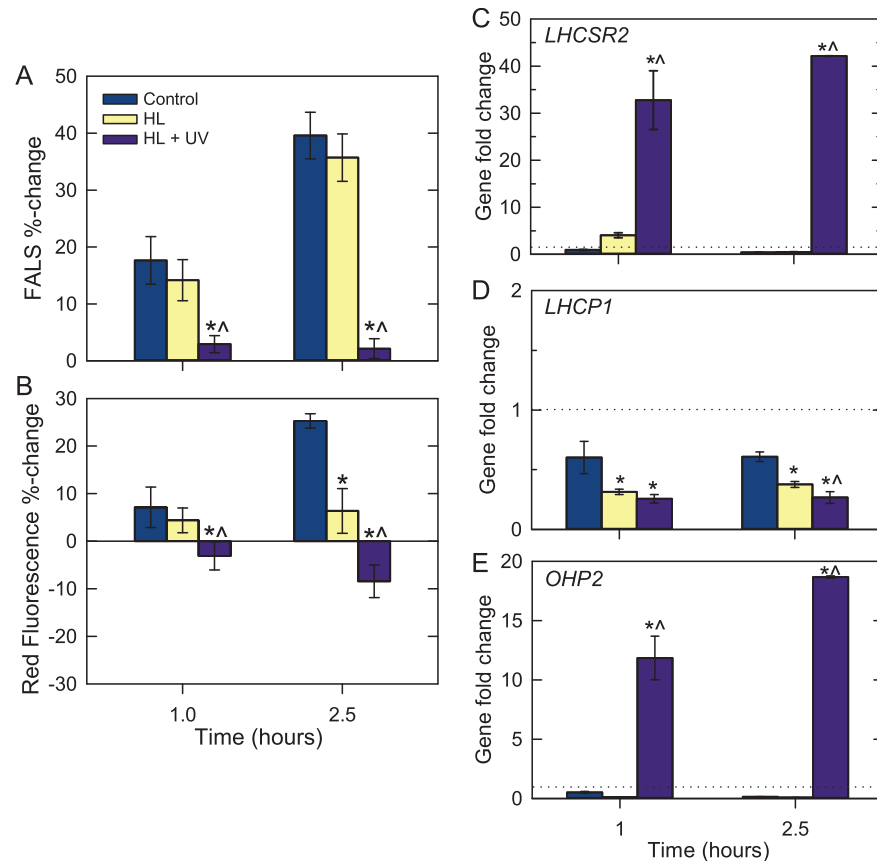 A
FALS %-change
50
40
30
20
10
0
Control
HL
HL + UV
*^
*^
B
Red Fluorescence %-change
30
20
10
0
-10
-20
-30
*^
*
*^
1.0
2.5
Time (hours)
C
LHCSR2
Gene fold change
50
40
30
20
10
0
*^
*^
D
LHCP1
Gene fold change
2
1
0
*
*
*
*^
E
OHP2
Gene fold change
20
15
10
5
0
*^
*^
1
2.5
Time (hours)